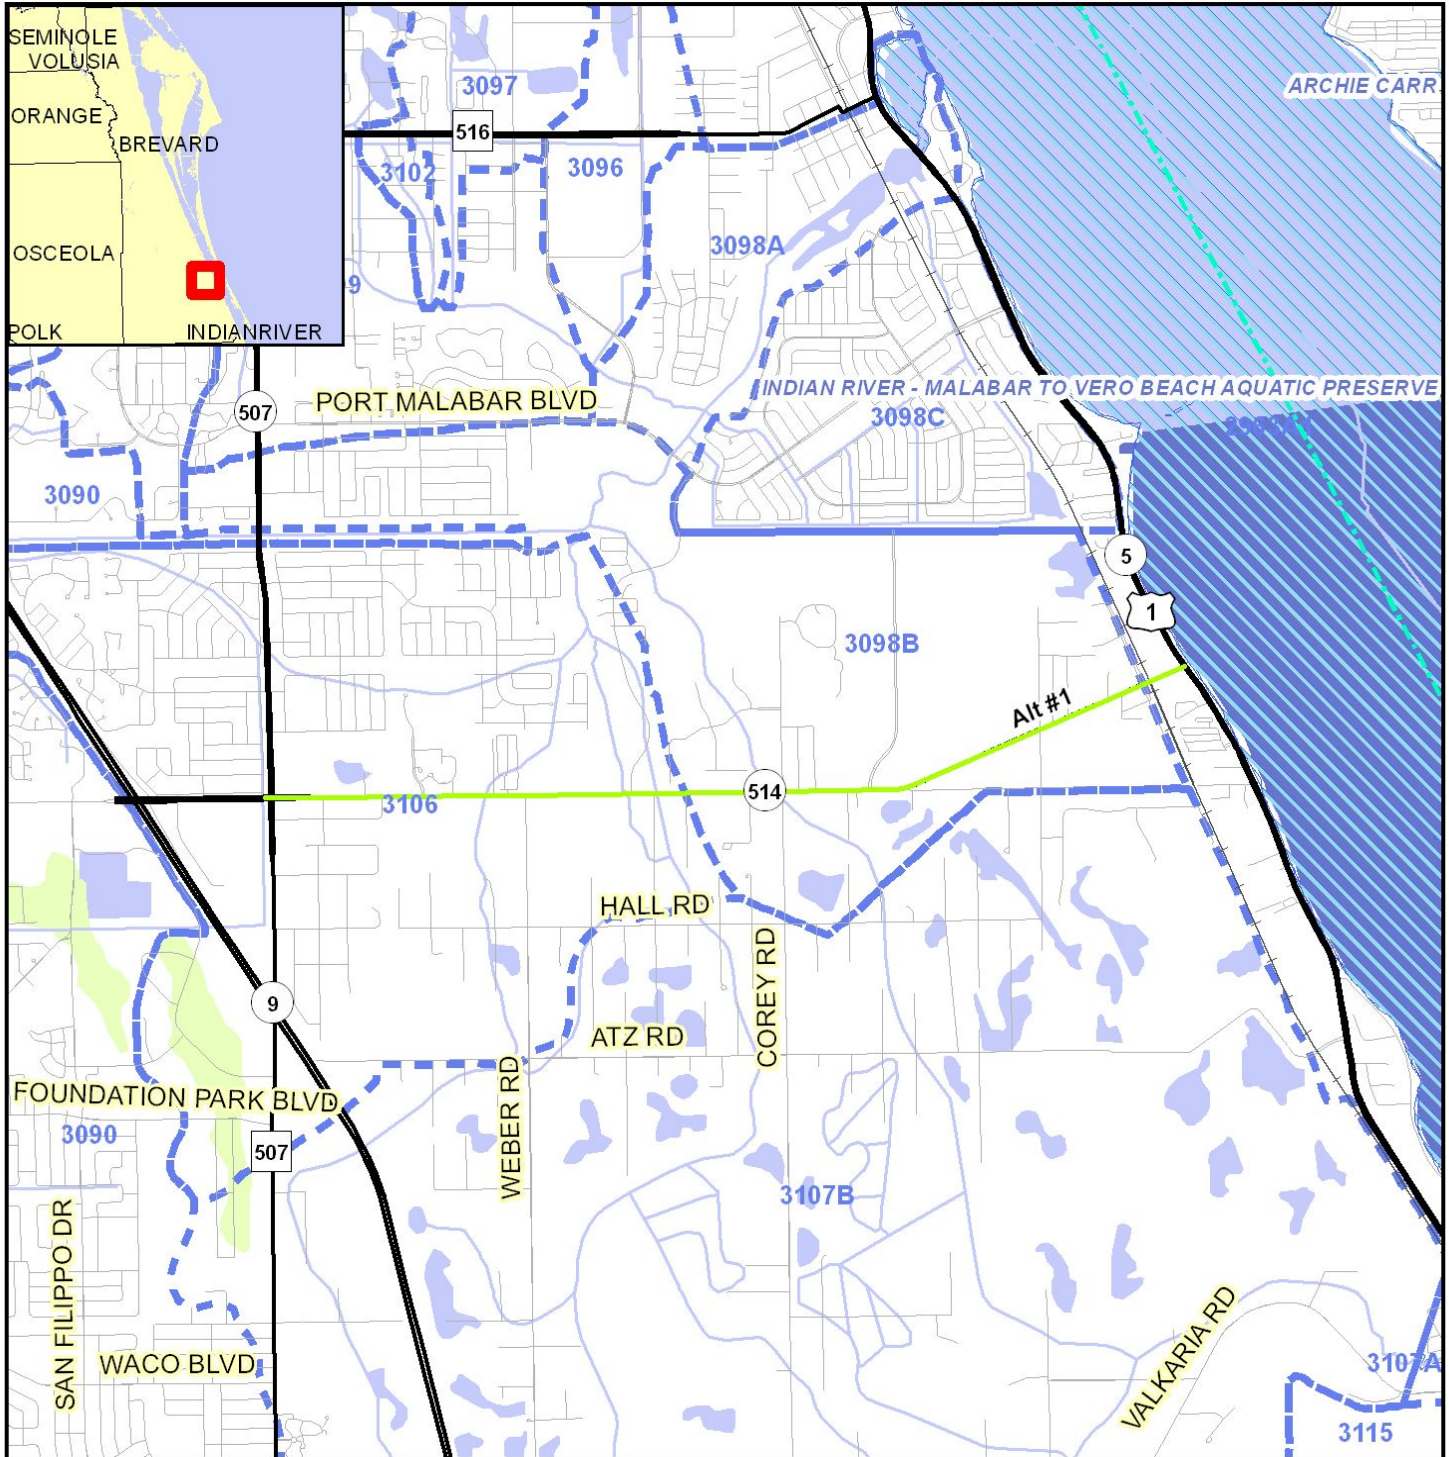 SEMINOLE
VOLUSIA
ORANGE
BREVARD
OSCEOLA
POLK
INDIANRIVER
3097
ARCHIE CARR
516
3102
3096
3098A
9
INDIAN RIVER - MALABAR TO VERO BEACH AQUATIC PRESERVE
PORT MALABAR BLVD
507
3098C
3090
5
1
3098B
Alt #1
514
3106
HALL RD
COREY RD
9
ATZ RD
WEBER RD
FOUNDATION PARK BLVD
3090
507
3107B
SAN FILIPPO DR
WACO BLVD
VALKARIA RD
3107A
3115